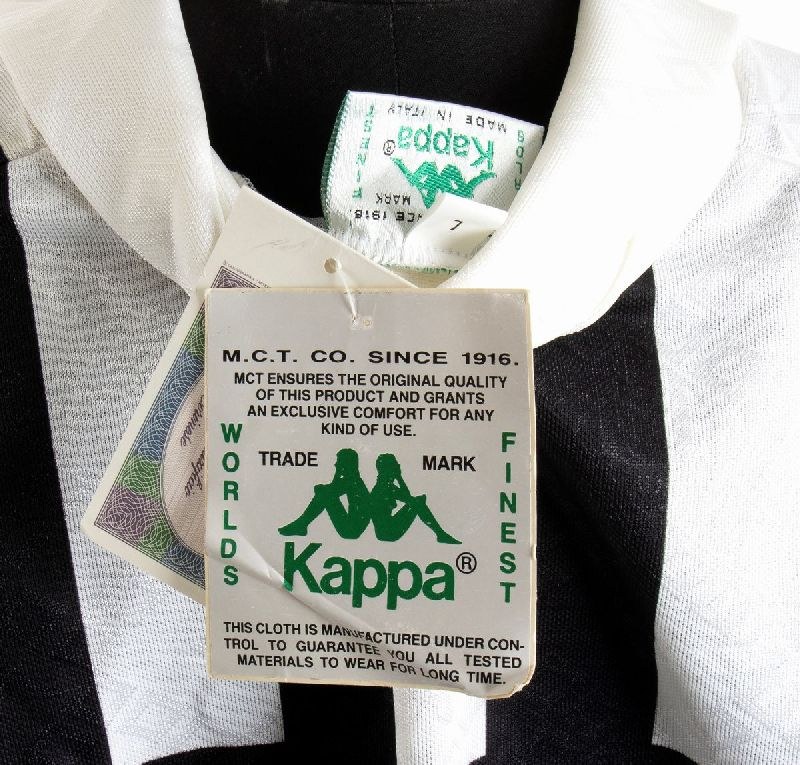 MADE IN ITALY
Kappa®
MARK
1916.
7
M.C.T. CO. SINCE 1916.
MCT ENSURES THE ORIGINAL QUALITY
OF THIS PRODUCT AND GRANTS
AN EXCLUSIVE COMFORT FOR ANY
KIND OF USE.
WORLDS
TRADE MARK
FINEST
Kappa®
THIS CLOTH IS MANUFACTURED UNDER CON-
TROL TO GUARANTEE YOU ALL TESTED
MATERIALS TO WEAR FOR LONG TIME.